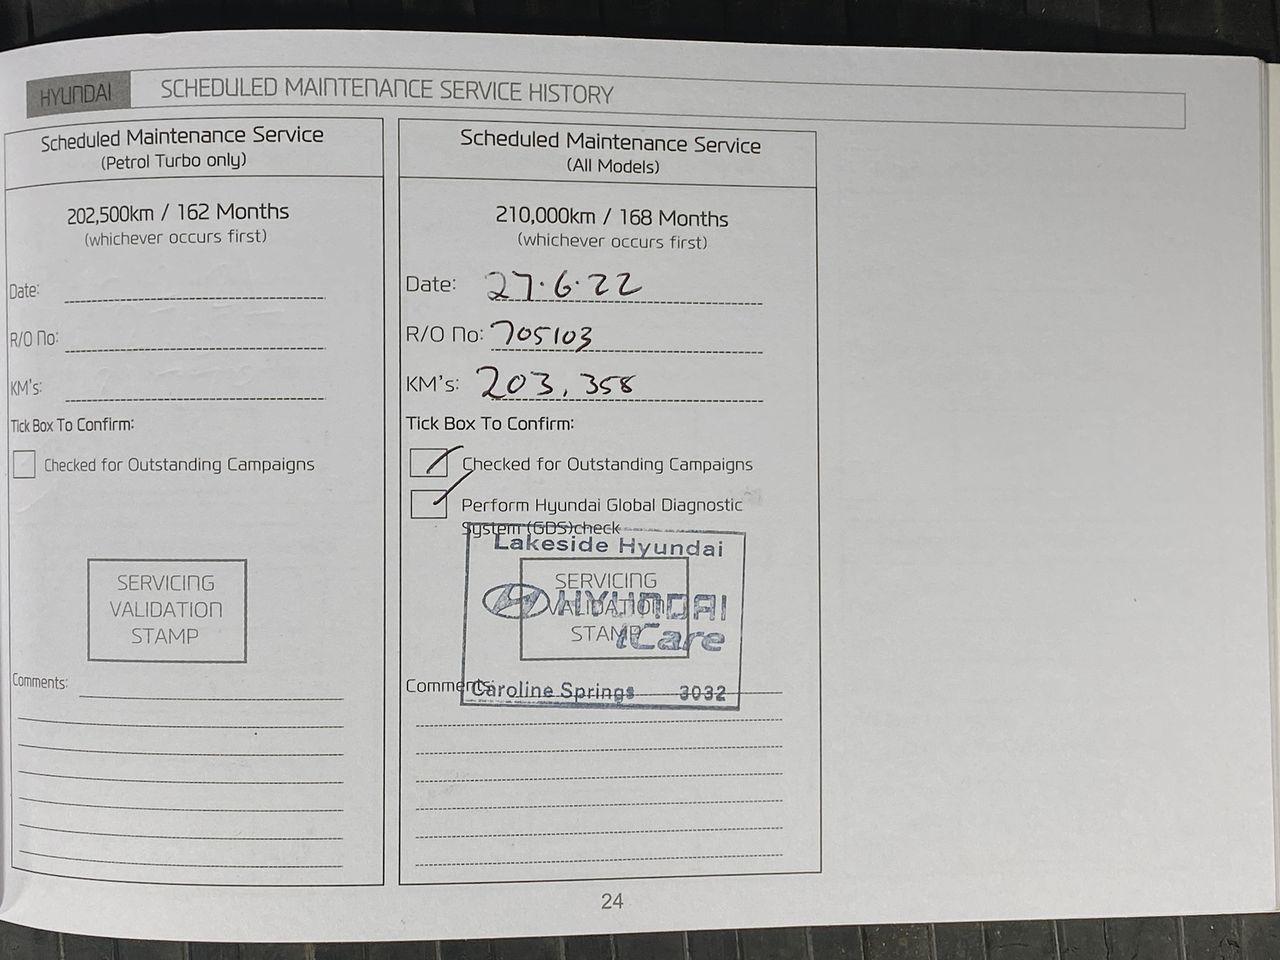 HYUNDAI
SCHEDULED MAINTENANCE SERVICE HISTORY
Scheduled Maintenance Service
(Petrol Turbo only)
202,500km / 162 Months
(whichever occurs first)
Date:
R/O No:
KM's:
Tick Box To Confirm:
Checked for Outstanding Campaigns
SERVICING
VALIDATION
STAMP
Comments:
Scheduled Maintenance Service
(All Models)
210,000km / 168 Months
(whichever occurs first)
Date: 27.6.22
R/O No: 705103
KM's: 203,358
Tick Box To Confirm:
Checked for Outstanding Campaigns
Perform Hyundai Global Diagnostic
System (GDS)check
Lakeside Hyundai
SERVICING
HYUNDAI
VALIDATION
STAMP
iCare
Comments:
Caroline Springs 3032
24